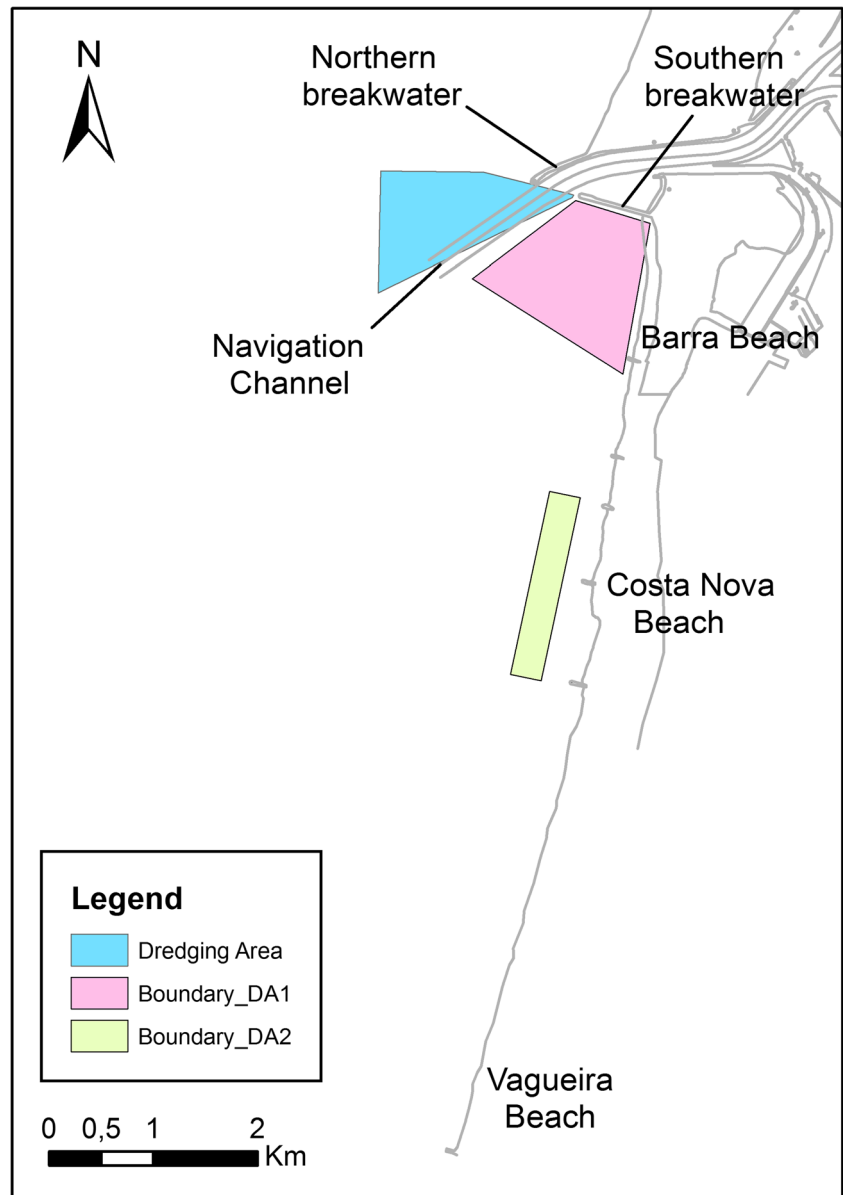 N
Northern
breakwater
Southern
breakwater
Navigation
Channel
Barra Beach
Costa Nova
Beach
Legend
Dredging Area
Boundary_DA1
Boundary_DA2
Vagueira
Beach
0 0,5 1 2
Km